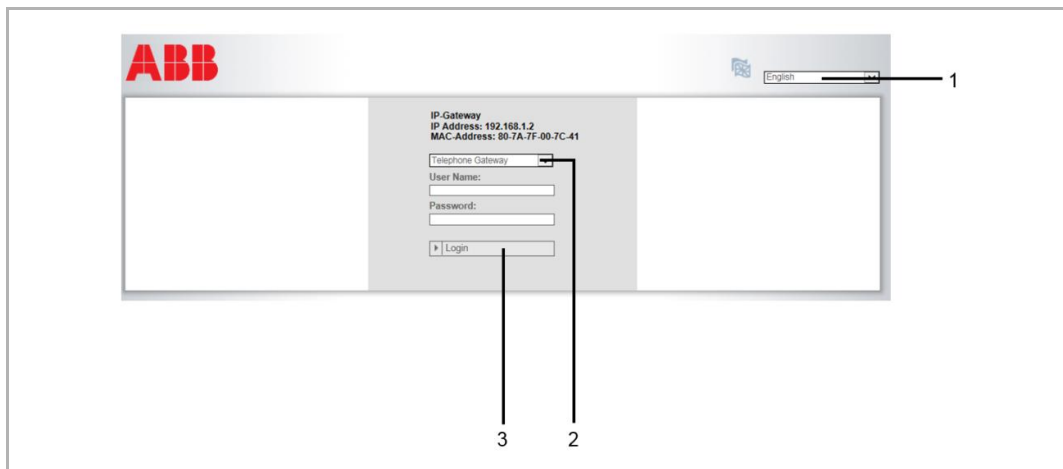 ABB
English
1
IP-Gateway
IP Address: 192.168.1.2
MAC-Address: 80-7A-7F-00-7C-41
Telephone Gateway
User Name:
Password:
Login
3
2